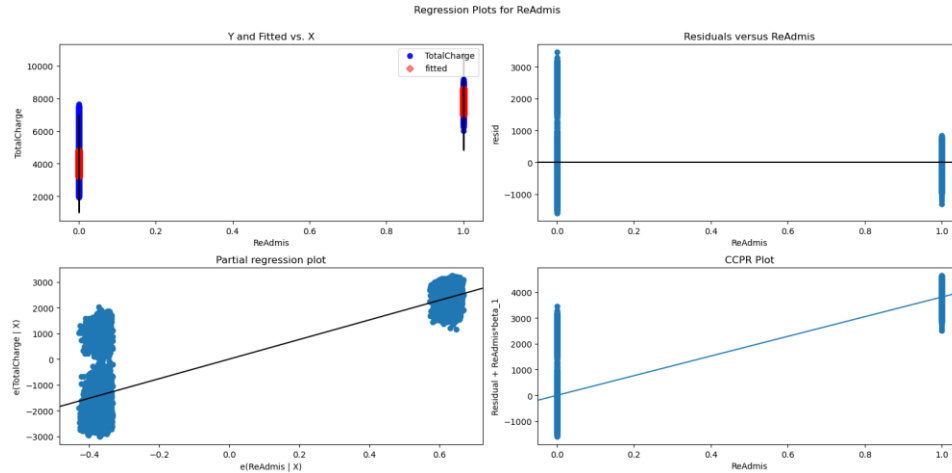 Regression Plots for ReAdmis
Y and Fitted vs. X
TotalCharge
fitted
10000
8000
6000
4000
2000
TotalCharge
0.0 0.2 0.4 0.6 0.8 1.0
ReAdmis
Residuals versus ReAdmis
3000
2000
1000
0
−1000
resid
0.0 0.2 0.4 0.6 0.8 1.0
ReAdmis
Partial regression plot
3000
2000
1000
0
−1000
−2000
−3000
e(TotalCharge | X)
−0.4 −0.2 0.0 0.2 0.4 0.6
e(ReAdmis | X)
CCPR Plot
4000
3000
2000
1000
0
−1000
Residual + ReAdmis*beta_1
0.0 0.2 0.4 0.6 0.8 1.0
ReAdmis